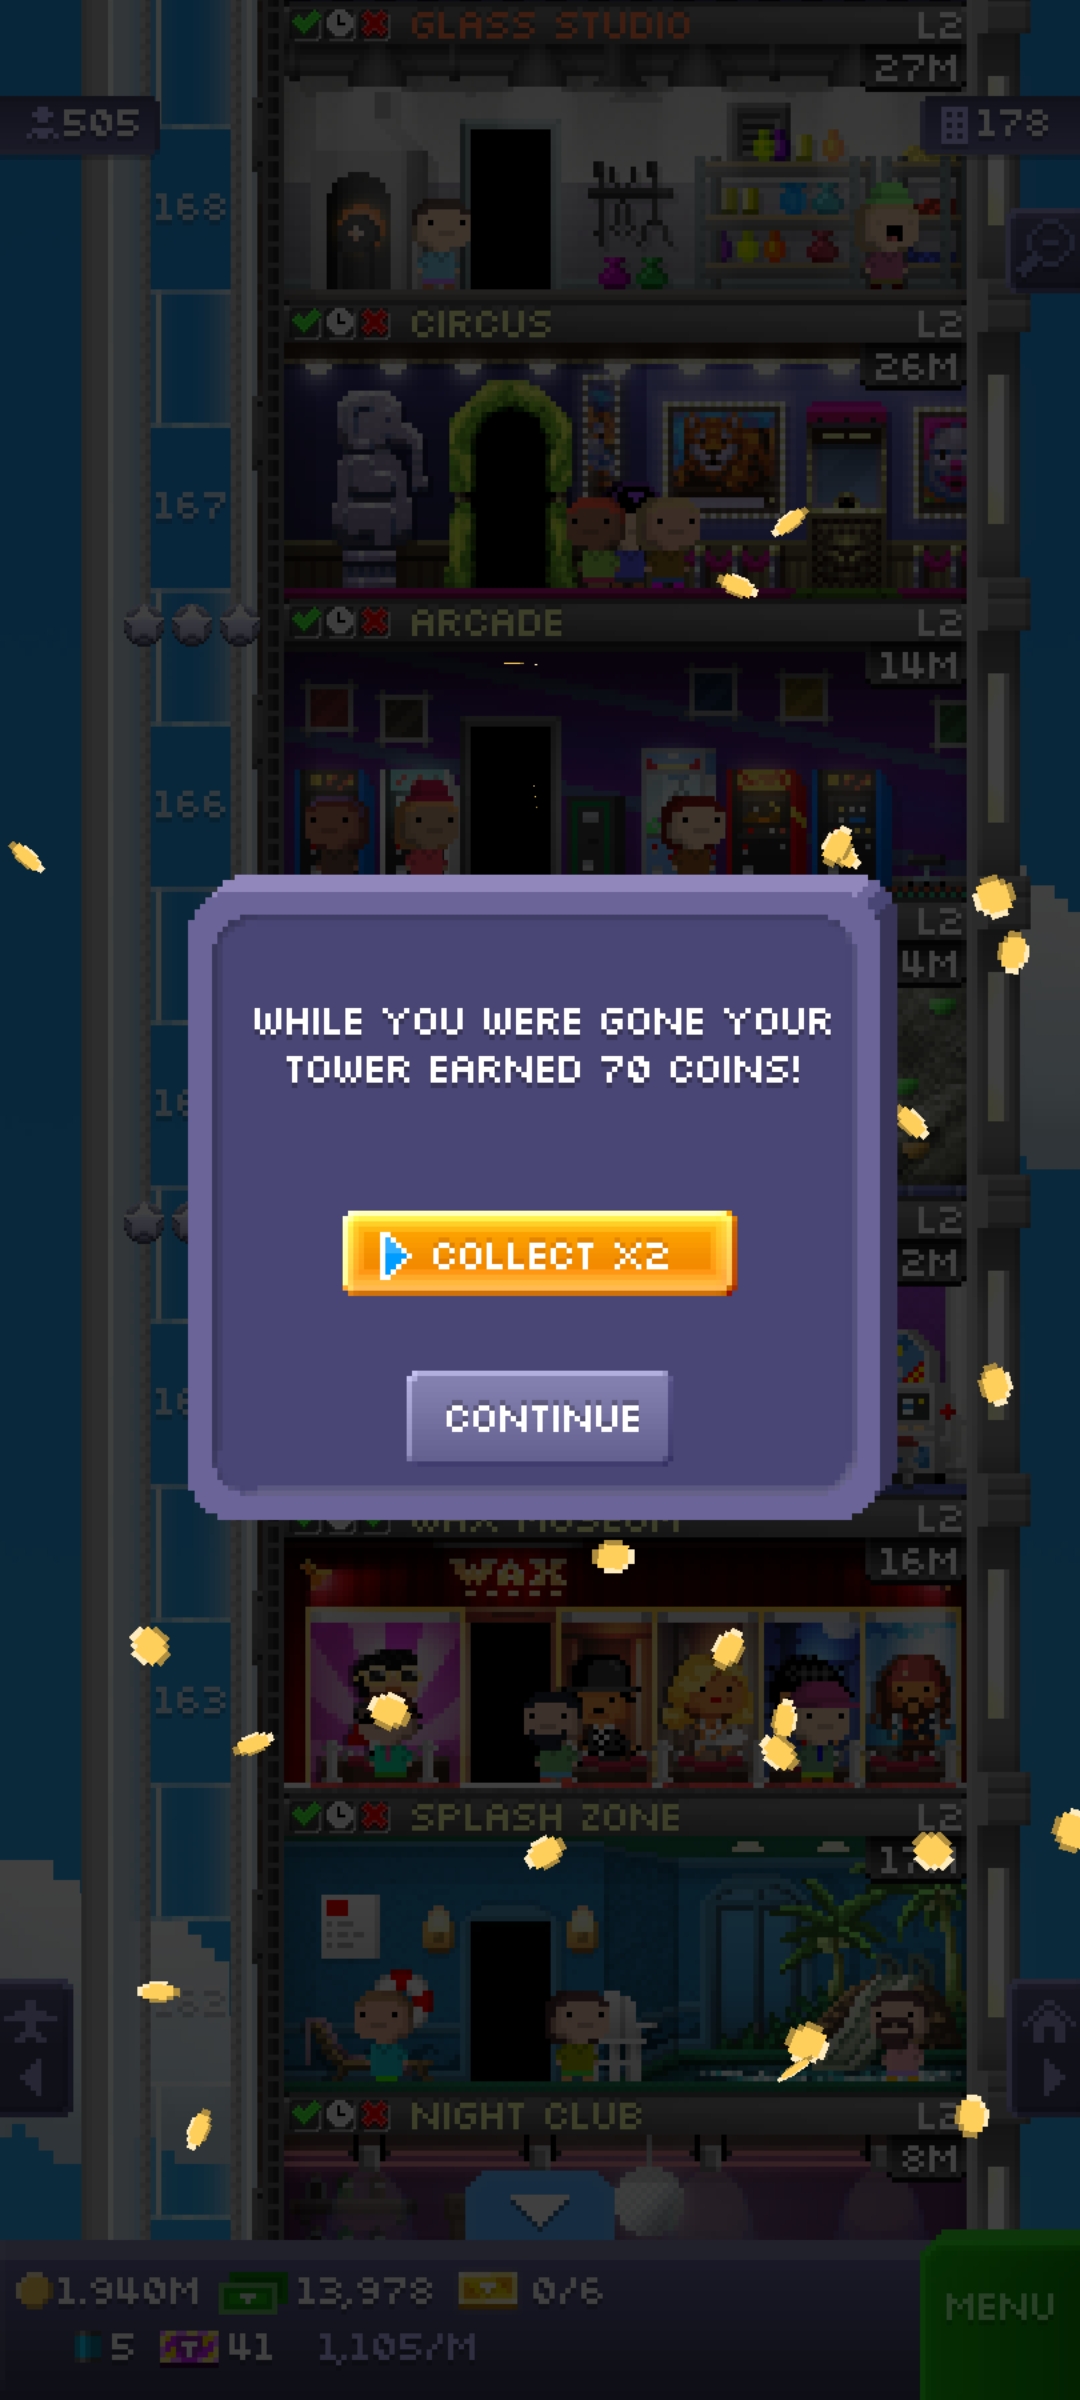 GLASS STUDIO L2
27M
505
178
168
CIRCUS L2
26M
167
ARCADE L2
14M
166
L2
4M
WHILE YOU WERE GONE YOUR
TOWER EARNED 70 COINS!
L2
2M
COLLECT X2
CONTINUE
WAX MUSEUM L2
16M
WAX
163
SPLASH ZONE L2
NIGHT CLUB
8M
1.940M 13,978 0/6
MENU
5 T 41 1,105/M